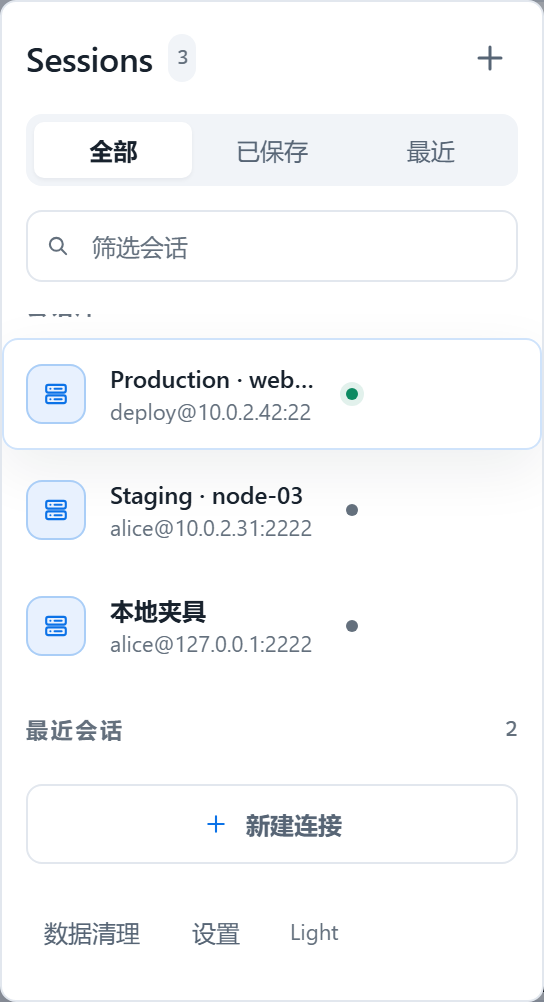 Sessions 3
全部 已保存 最近
筛选会话
Production · web...
deploy@10.0.2.42:22
Staging · node-03
alice@10.0.2.31:2222
本地夹具
alice@127.0.0.1:2222
最近会话 2
新建连接
数据清理 设置 Light